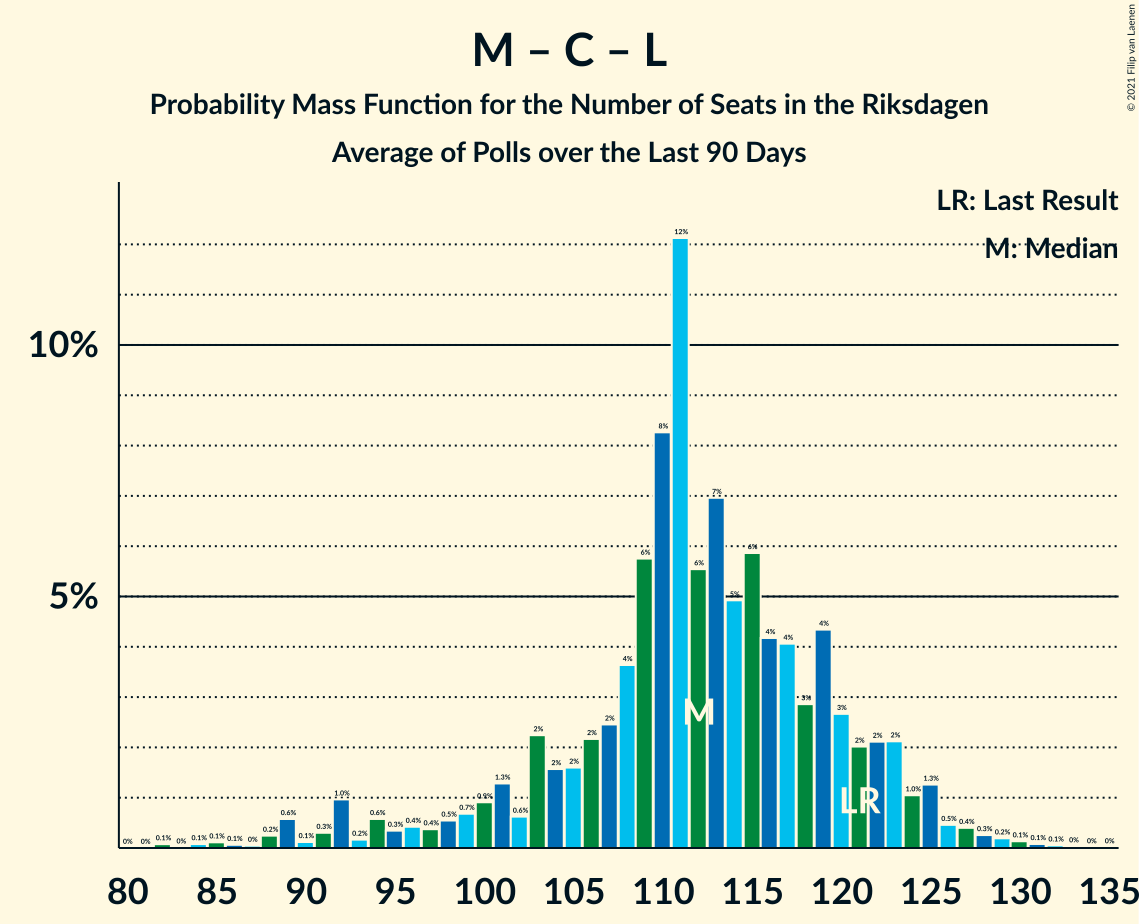 M – C – L
Probability Mass Function for the Number of Seats in the Riksdagen
Average of Polls over the Last 90 Days
© 2021 Filip van Laenen
LR: Last Result
M: Median
10%
5%
0% 0% 0.1% 0% 0.1% 0.1% 0.1% 0% 0.2% 0.6% 0.1% 0.3% 1.0% 0.2% 0.6% 0.3% 0.4% 0.4% 0.5% 0.7% 0.9% 1.3% 0.6% 2% 2% 2% 2% 2% 4% 6% 8% 12% 6% 7% 5% 6% 4% 4% 3% 4% 3% 2% 2% 2% 1.0% 1.3% 0.5% 0.4% 0.3% 0.2% 0.1% 0.1% 0.1% 0% 0% 0%
M
LR
80 85 90 95 100 105 110 115 120 125 130 135